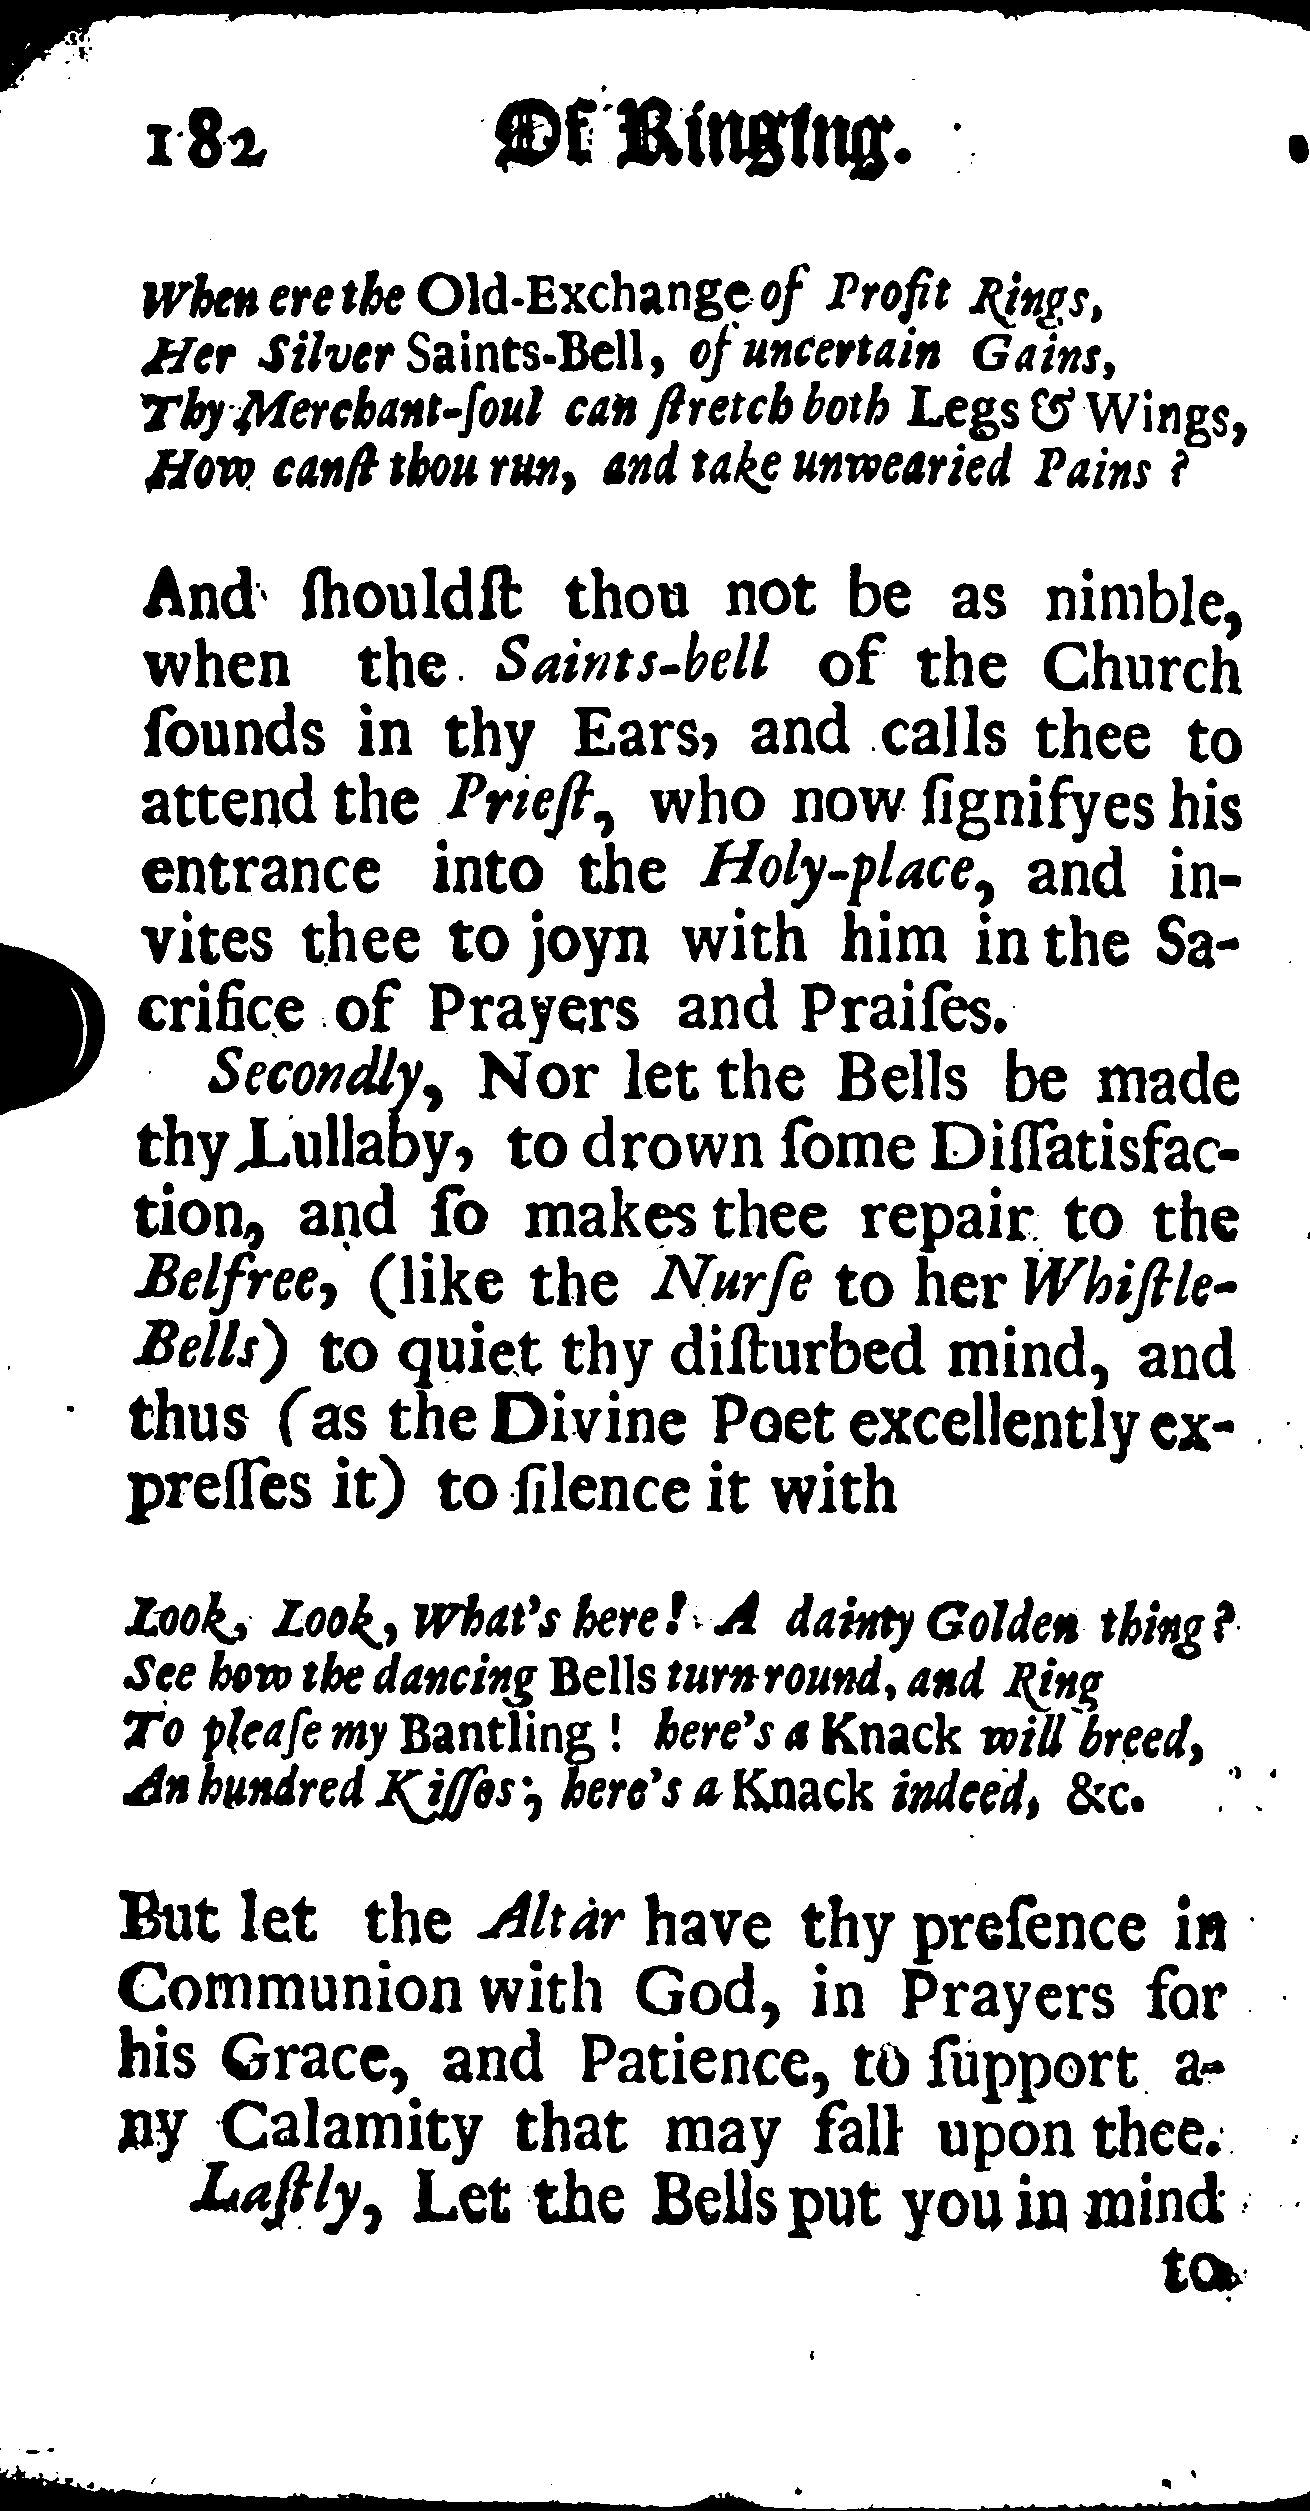 182 Of Ringing.
When ere the Old-Exchange of Profit Rings,
Her Silver Saints-Bell, of uncertain Gains,
Thy Merchant-ſoul can ſtretch both Legs & Wings,
How canſt thou run, and take unwearied Pains?
And ſhouldſt thou not be as nimble,
when the Saints-bell of the Church
ſounds in thy Ears, and calls thee to
attend the Prieſt, who now ſignifyes his
entrance into the Holy-place, and in-
vites thee to joyn with him in the Sa-
crifice of Prayers and Praiſes.
Secondly, Nor let the Bells be made
thy Lullaby, to drown ſome Diſſatisfac-
tion, and ſo makes thee repair to the
Belfree, (like the Nurſe to her Whiſtle-
Bells) to quiet thy diſturbed mind, and
thus (as the Divine Poet excellently ex-
preſſes it) to ſilence it with
Look, Look, What's here! A dainty Golden thing?
See how the dancing Bells turn round, and Ring
To pleaſe my Bantling! here's a Knack will breed,
An hundred Kiſſes; here's a Knack indeed, &c.
But let the Altar have thy preſence in
Communion with God, in Prayers for
his Grace, and Patience, to ſupport a-
ny Calamity that may fall upon thee.
Laſtly, Let the Bells put you in mind
to